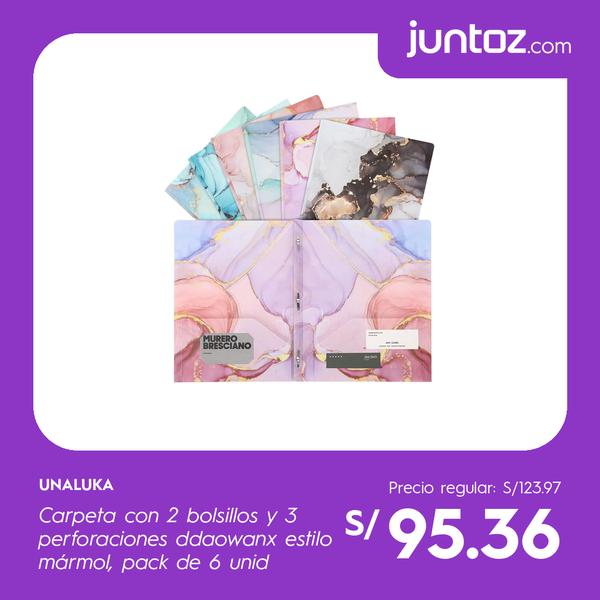 juntoz.com
MURERO
BRESCIANO
UNALUKA
Carpeta con 2 bolsillos y 3
perforaciones ddaowanx estilo
mármol, pack de 6 unid
Precio regular: S/123.97
S/ 95.36